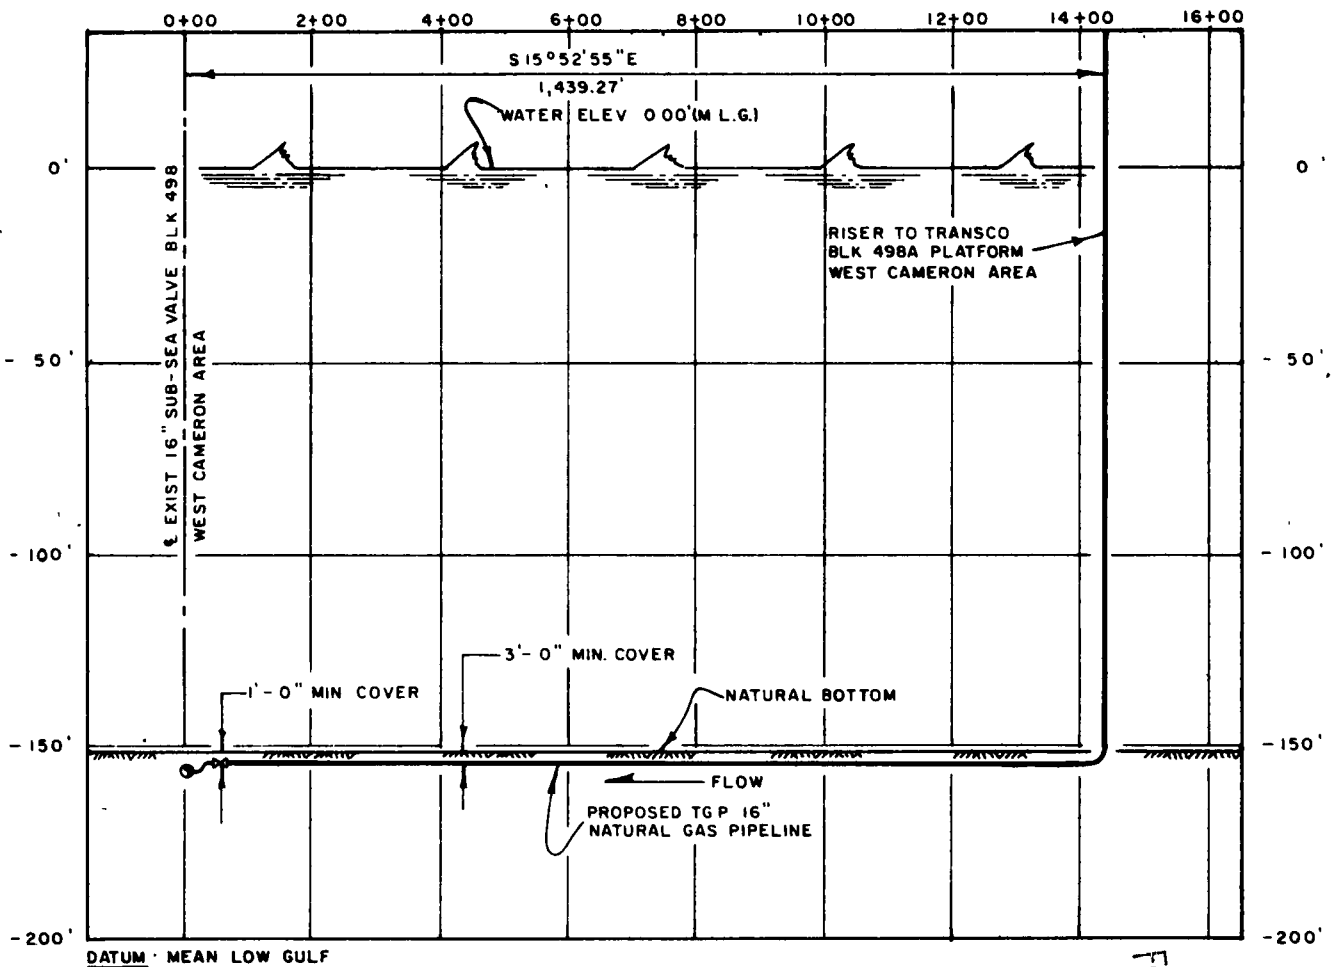 0+00 2+00 4+00 6+00 8+00 10+00 12+00 14+00 16+00
S 15° 52' 55" E
1,439.27'
WATER ELEV 0 00' (M L.G.)
0' 0'
RISER TO TRANSCO
BLK 498A PLATFORM
WEST CAMERON AREA
℄ EXIST 16" SUB-SEA VALVE BLK 498
WEST CAMERON AREA
- 50' - 50'
- 100' - 100'
3'- 0" MIN. COVER
1'- 0" MIN COVER
NATURAL BOTTOM
-150' -150'
FLOW
PROPOSED TGP 16"
NATURAL GAS PIPELINE
-200' -200'
DATUM · MEAN LOW GULF